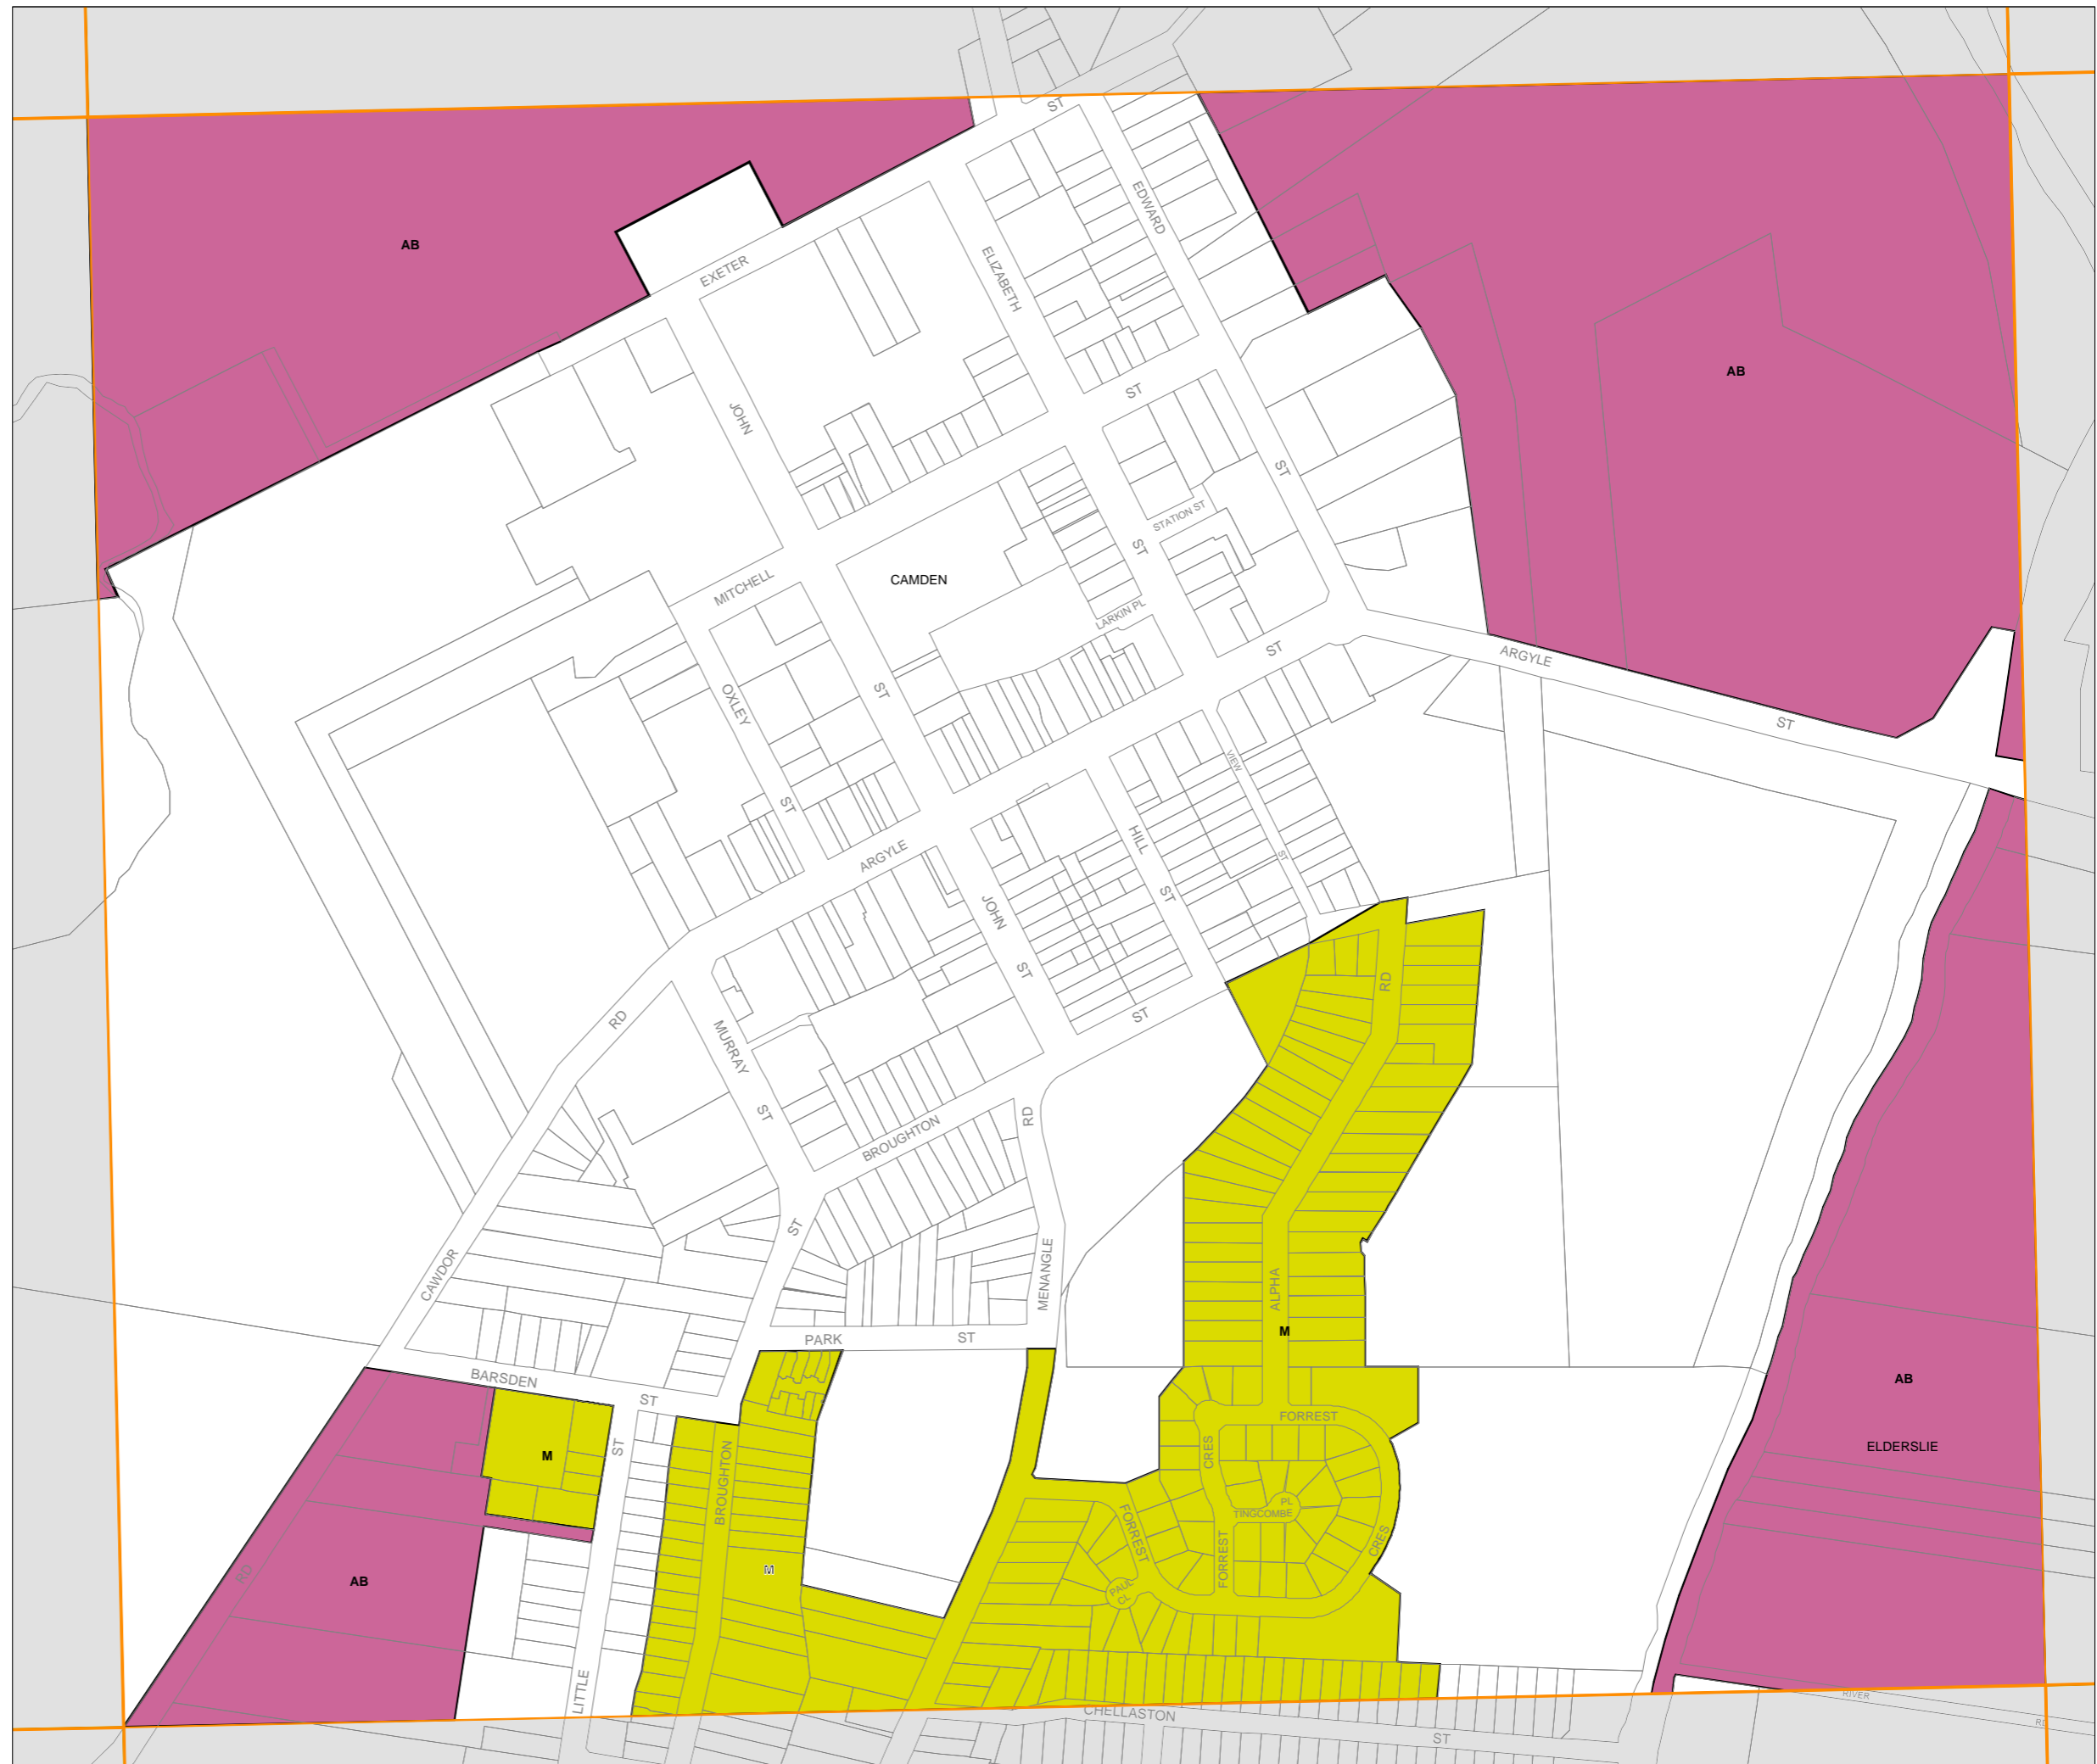 ST
EDWARD
AB
ELIZABETH
EXETER
AB
ST
JOHN
ST
STATION ST
ST
CAMDEN
MITCHELL
LARKIN PL
ST
ARGYLE
ST
OXLEY
ST
ST
VIEW
ST
HILL
ARGYLE
ST
ST
JOHN
ST
RD
ST
RD
MURRAY
ST
RD
BROUGHTON
ST
CAWDOR
MENANGLE
ALPHA
M
PARK
ST
BARSDEN
ST
AB
FORREST
ELDERSLIE
ST
M
CRES
BROUGHTON
PL
TINGCOMBE
FORREST
CRES
FORREST
RD
AB
M
PAUL
CL
LITTLE
CHELLASTON
RIVER
RD
ST